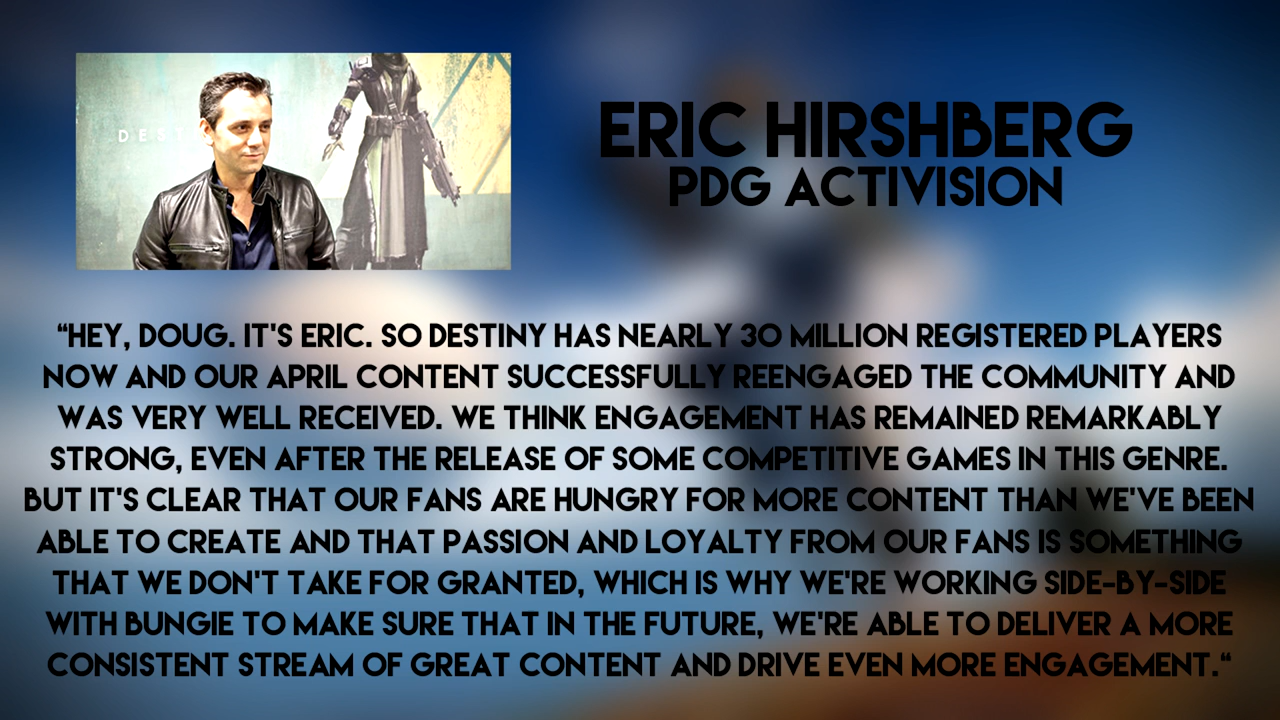 DEST
ERIC HIRSHBERG
PDG ACTIVISION
“HEY, DOUG. IT'S ERIC. SO DESTINY HAS NEARLY 30 MILLION REGISTERED PLAYERS
NOW AND OUR APRIL CONTENT SUCCESSFULLY REENGAGED THE COMMUNITY AND
WAS VERY WELL RECEIVED. WE THINK ENGAGEMENT HAS REMAINED REMARKABLY
STRONG, EVEN AFTER THE RELEASE OF SOME COMPETITIVE GAMES IN THIS GENRE.
BUT IT'S CLEAR THAT OUR FANS ARE HUNGRY FOR MORE CONTENT THAN WE'VE BEEN
ABLE TO CREATE AND THAT PASSION AND LOYALTY FROM OUR FANS IS SOMETHING
THAT WE DON'T TAKE FOR GRANTED, WHICH IS WHY WE'RE WORKING SIDE-BY-SIDE
WITH BUNGIE TO MAKE SURE THAT IN THE FUTURE, WE'RE ABLE TO DELIVER A MORE
CONSISTENT STREAM OF GREAT CONTENT AND DRIVE EVEN MORE ENGAGEMENT.“